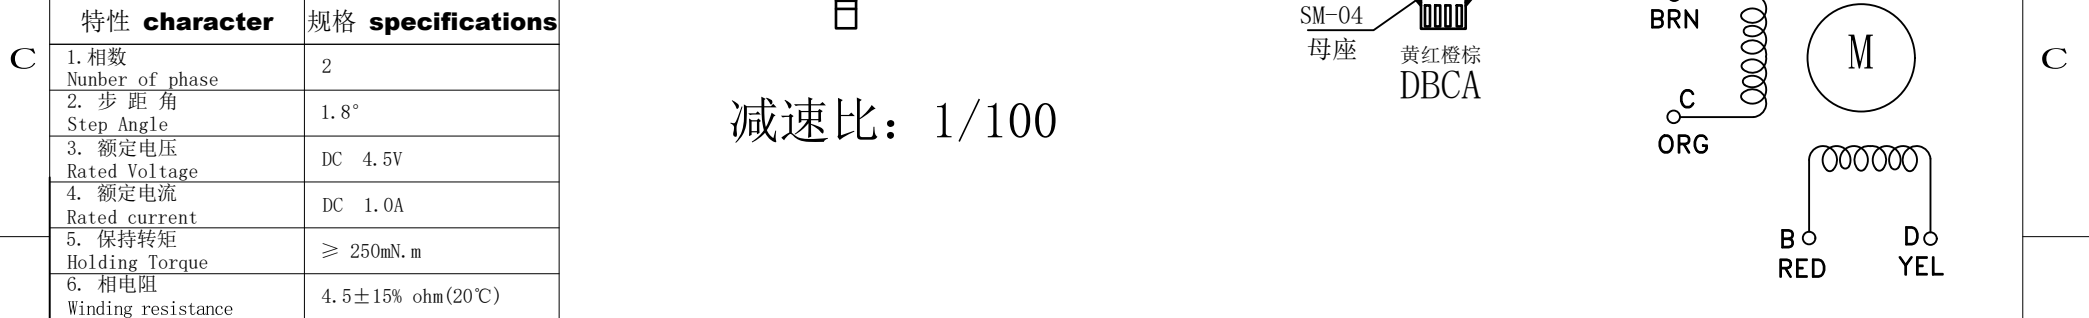 特性 character 规格 specifications
C
1.相数
Nunber of phase
2
2. 步 距 角
Step Angle
1.8°
3. 额定电压
Rated Voltage
DC 4.5V
4. 额定电流
Rated current
DC 1.0A
5. 保持转矩
Holding Torque
≥ 250mN.m
6. 相电阻
Winding resistance
4.5±15% ohm(20℃)
减速比：1/100
SM-04
母座
黄红橙棕
DBCA
BRN
C
ORG
M
B
RED
D
YEL
C